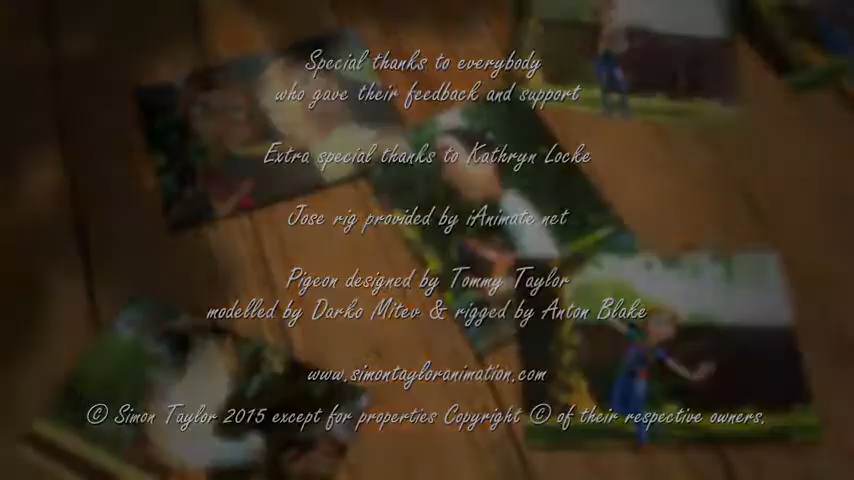 Special thanks to everybody
who gave their feedback and support
Extra special thanks to Kathryn Locke
Jose rig provided by iAnimate.net
Pigeon designed by Tommy Taylor
modelled by Darko Mitev & rigged by Anton Blake
www.simontayloranimation.com
© Simon Taylor 2015 except for properties Copyright © of their respective owners.